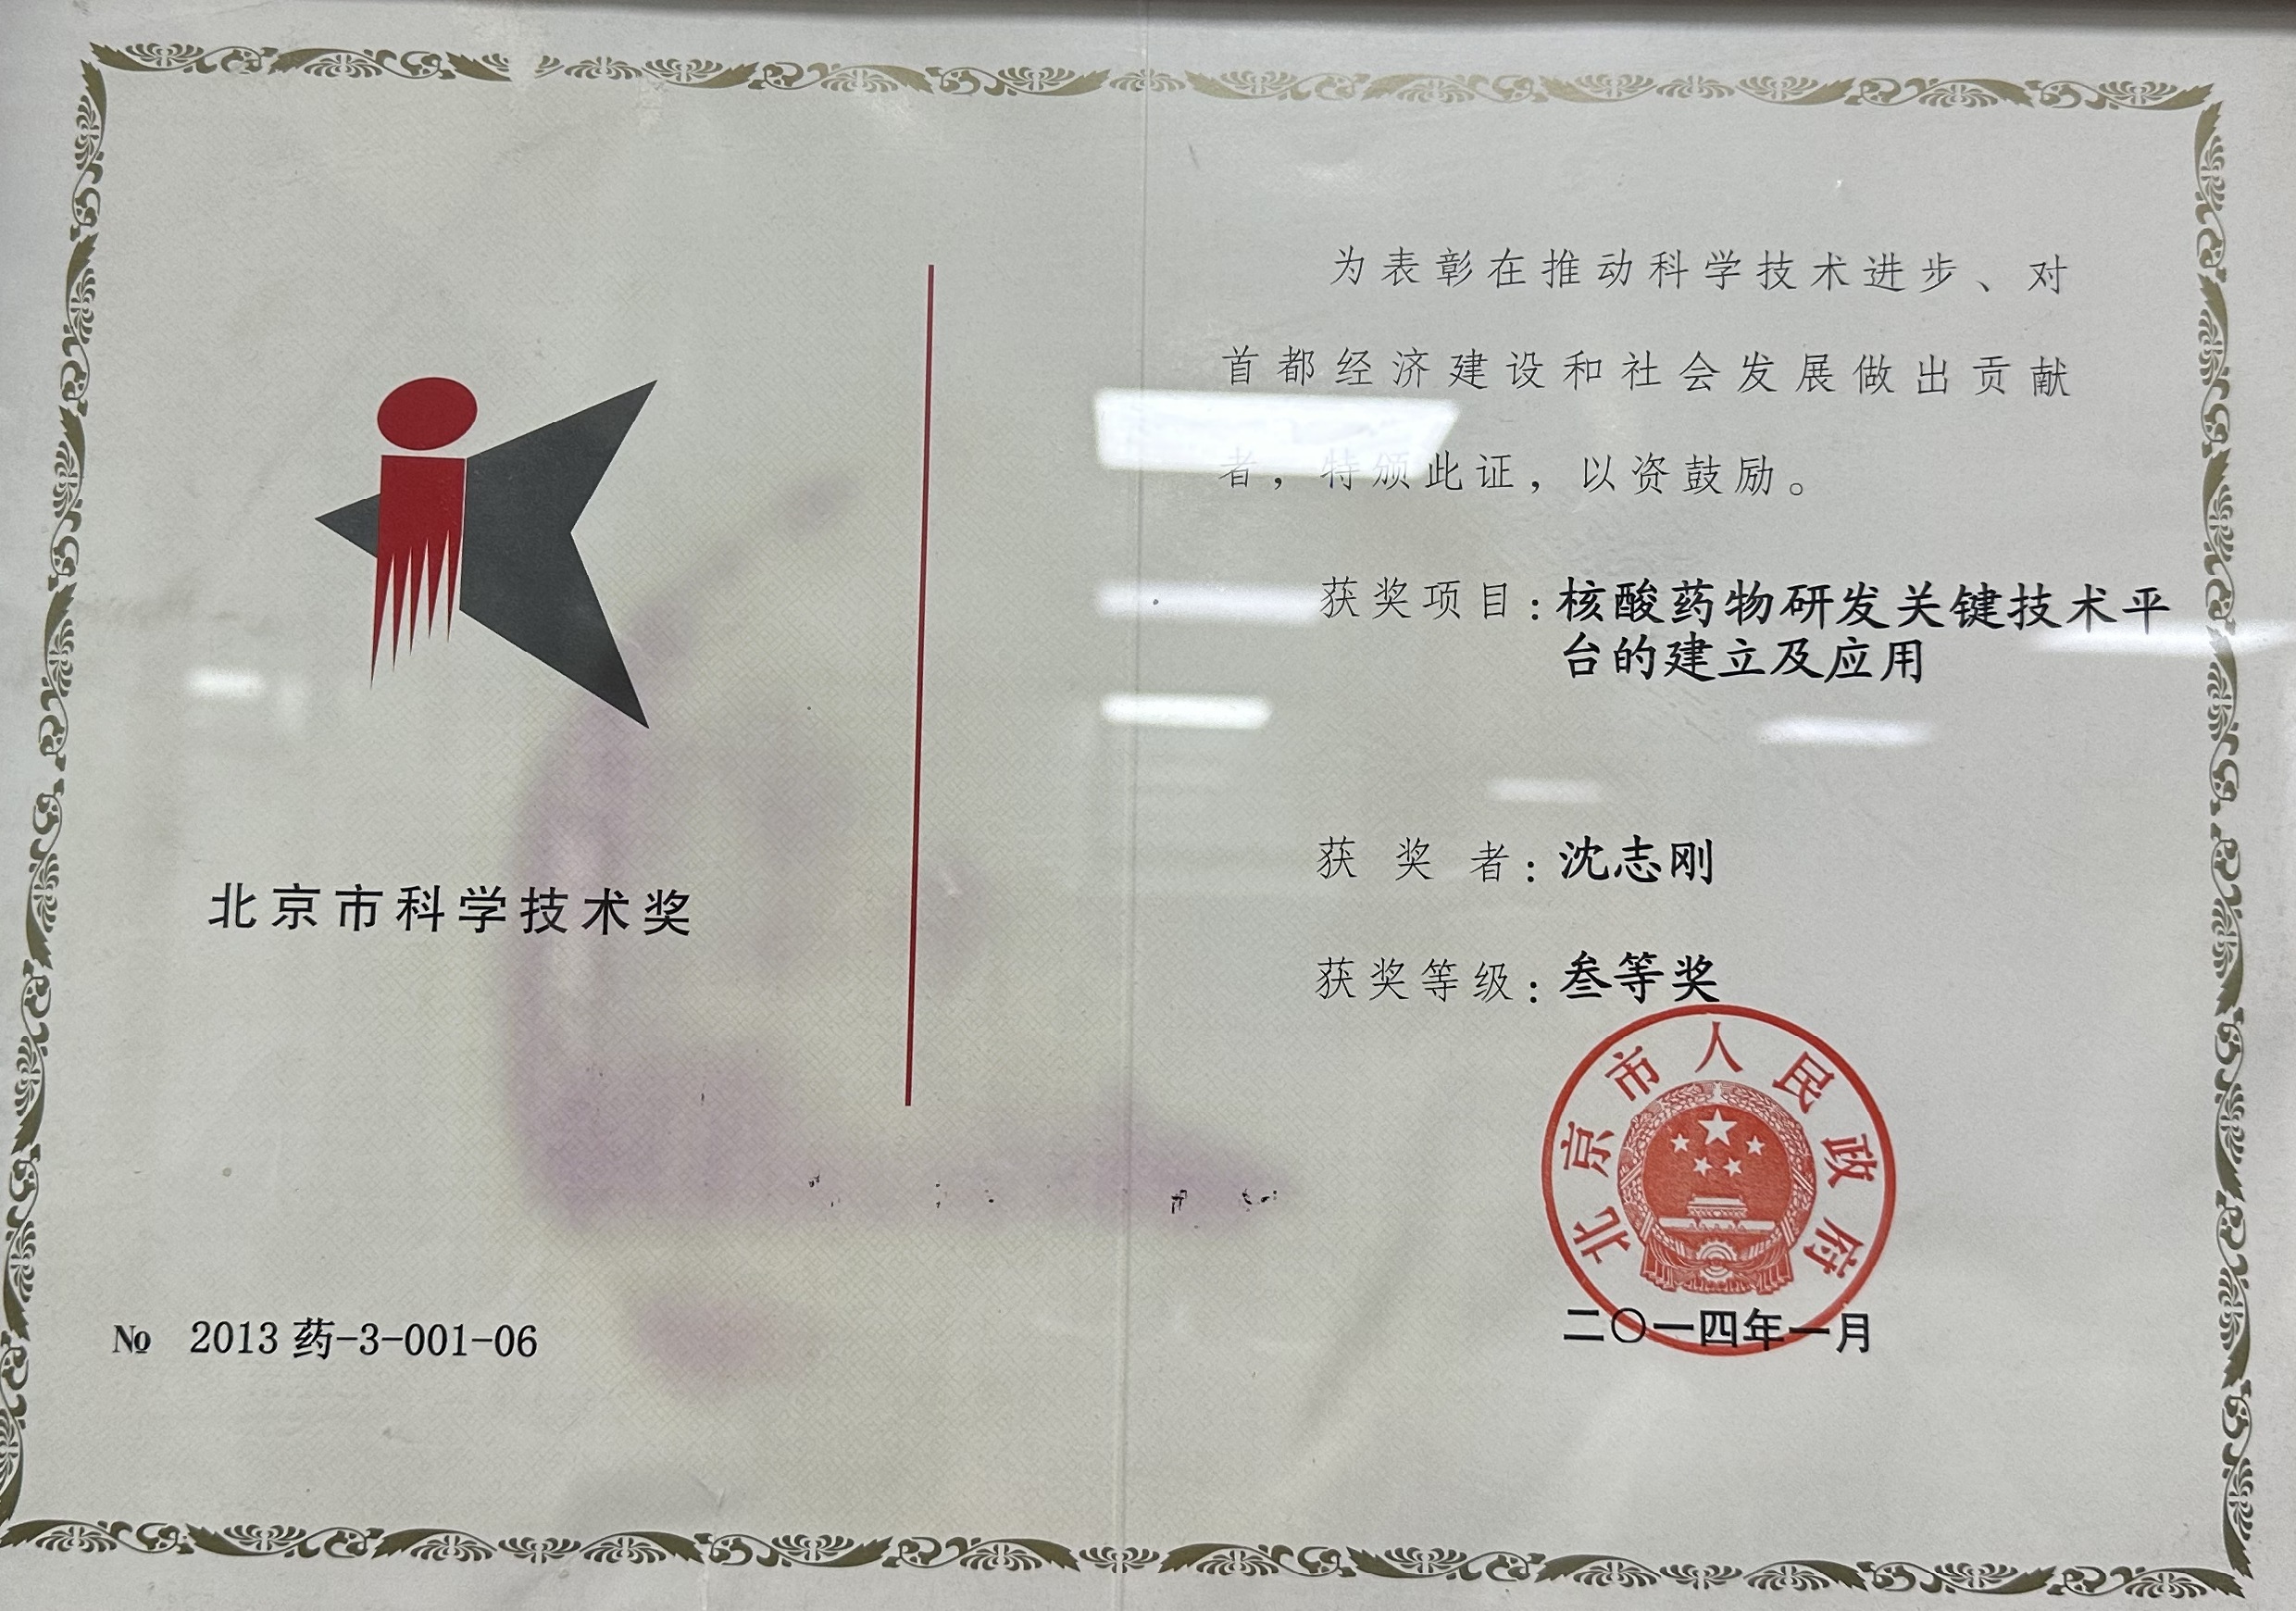 北京市科学技术奖
№ 2013 药-3-001-06
为表彰在推动科学技术进步、对
首都经济建设和社会发展做出贡献
者，特颁此证，以资鼓励。
获奖项目：核酸药物研发关键技术平
台的建立及应用
获奖者：沈志刚
获奖等级：叁等奖
北京市人民政府
二〇一四年一月